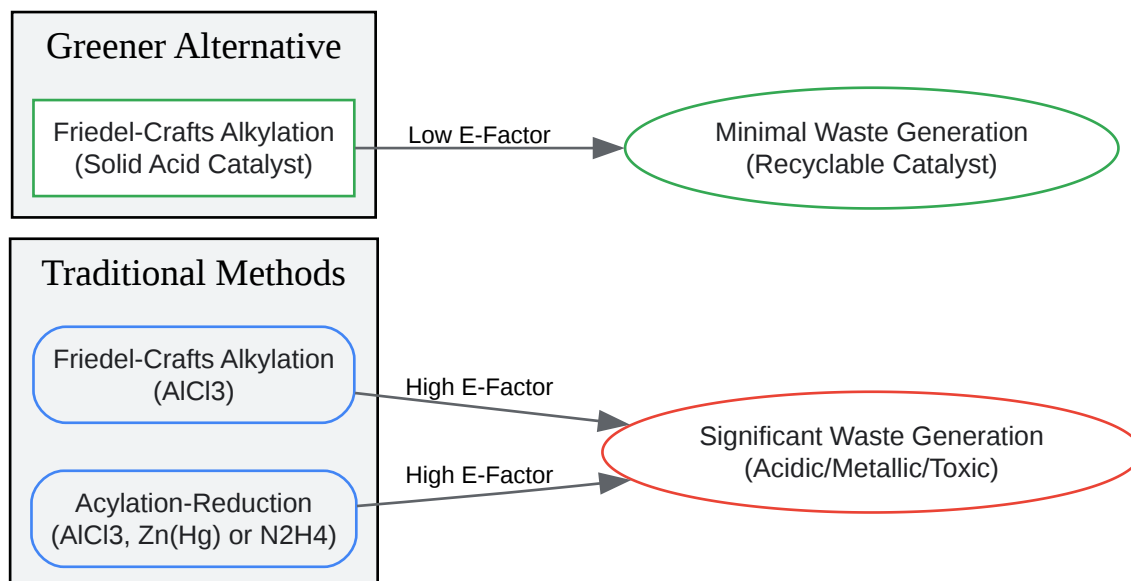 Greener Alternative
Friedel-Crafts Alkylation
(Solid Acid Catalyst)
Low E-Factor
Minimal Waste Generation
(Recyclable Catalyst)
Traditional Methods
Friedel-Crafts Alkylation
(AlCl3)
High E-Factor
Significant Waste Generation
(Acidic/Metallic/Toxic)
High E-Factor
Acylation-Reduction
(AlCl3, Zn(Hg) or N2H4)